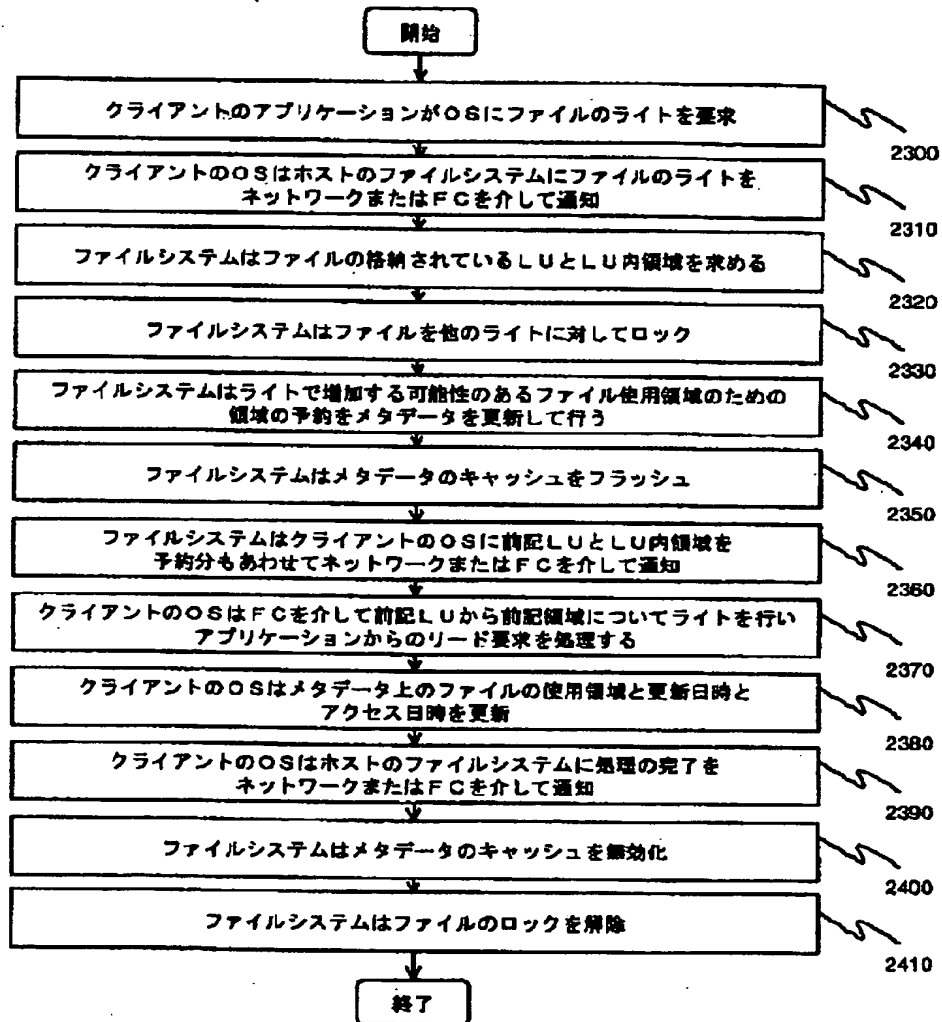 開始
クライアントのアプリケーションがOSにファイルのライトを要求
2300
クライアントのOSはホストのファイルシステムにファイルのライトを
ネットワークまたはFCを介して通知
2310
ファイルシステムはファイルの格納されているLUとLU内領域を求める
2320
ファイルシステムはファイルを他のライトに対してロック
2330
ファイルシステムはライトで増加する可能性のあるファイル使用領域のための
領域の予約をメタデータを更新して行う
2340
ファイルシステムはメタデータのキャッシュをフラッシュ
2350
ファイルシステムはクライアントのOSに前記LUとLU内領域を
予約分もあわせてネットワークまたはFCを介して通知
2360
クライアントのOSはFCを介して前記LUから前記領域についてライトを行い
アプリケーションからのリード要求を処理する
2370
クライアントのOSはメタデータ上のファイルの使用領域と更新日時と
アクセス日時を更新
2380
クライアントのOSはホストのファイルシステムに処理の完了を
ネットワークまたはFCを介して通知
2390
ファイルシステムはメタデータのキャッシュを無効化
2400
ファイルシステムはファイルのロックを解除
2410
終了